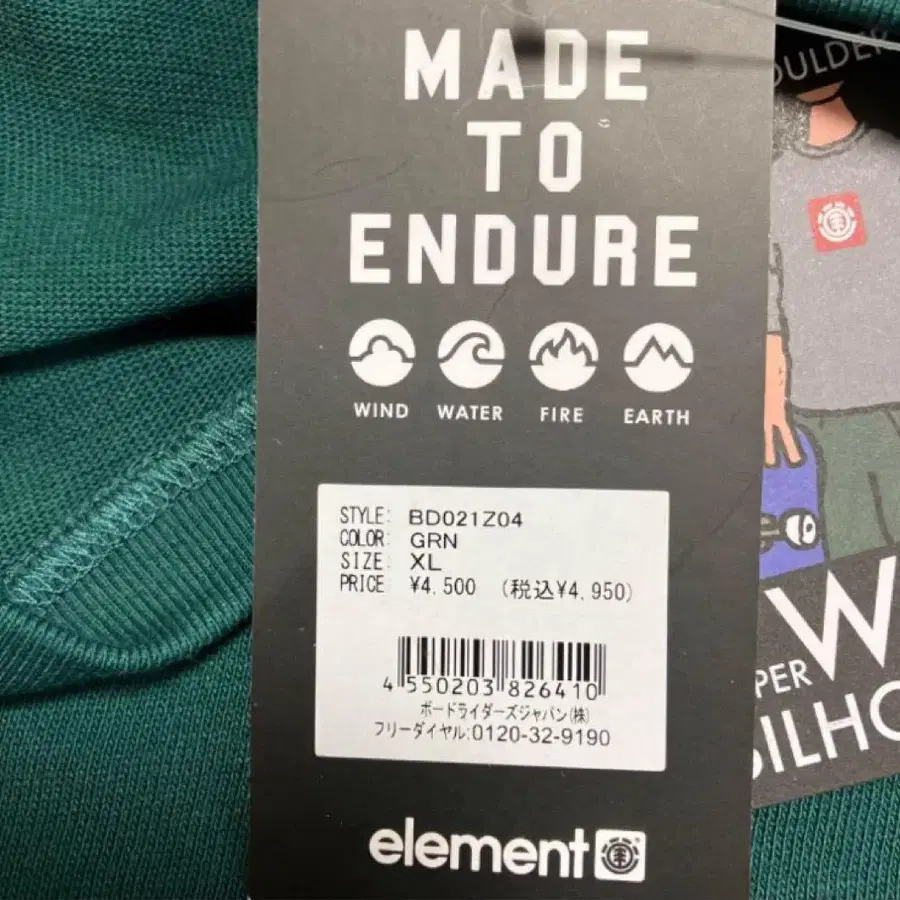 MADE
TO
ENDURE
WIND WATER FIRE EARTH
STYLE: BD021Z04
COLOR: GRN
SIZE: XL
PRICE ¥4,500 (税込¥4,950)
4 550203 826410
ボードライダーズジャパン(株)
フリーダイヤル:0120-32-9190
element